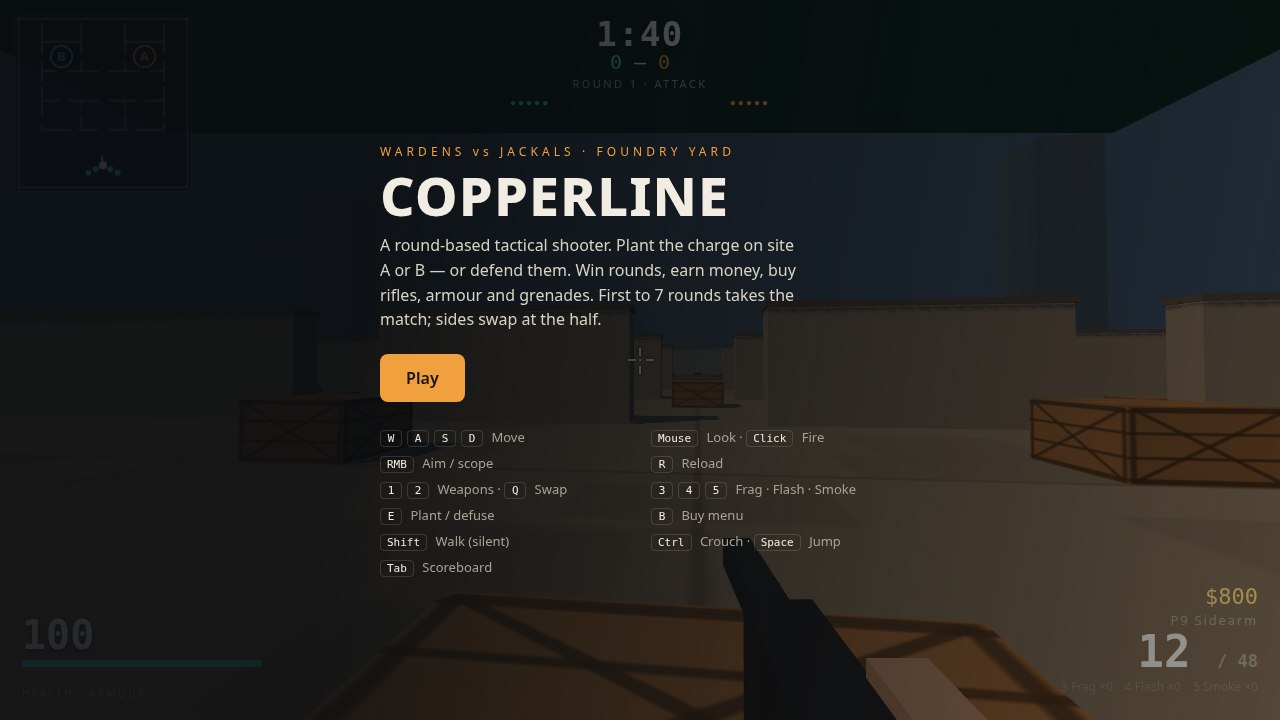 B
A
1:40
0 — 0
ROUND 1 · ATTACK
WARDENS vs JACKALS · FOUNDRY YARD
COPPERLINE
A round-based tactical shooter. Plant the charge on site
A or B — or defend them. Win rounds, earn money, buy
rifles, armour and grenades. First to 7 rounds takes the
match; sides swap at the half.
Play
W A S D Move
Mouse Look · Click Fire
RMB Aim / scope
R Reload
1 2 Weapons · Q Swap
3 4 5 Frag · Flash · Smoke
E Plant / defuse
B Buy menu
Shift Walk (silent)
Ctrl Crouch · Space Jump
Tab Scoreboard
100
HEALTH · ARMOUR
$800
P9 Sidearm
12 / 48
3 Frag ×0 4 Flash ×0 5 Smoke ×0